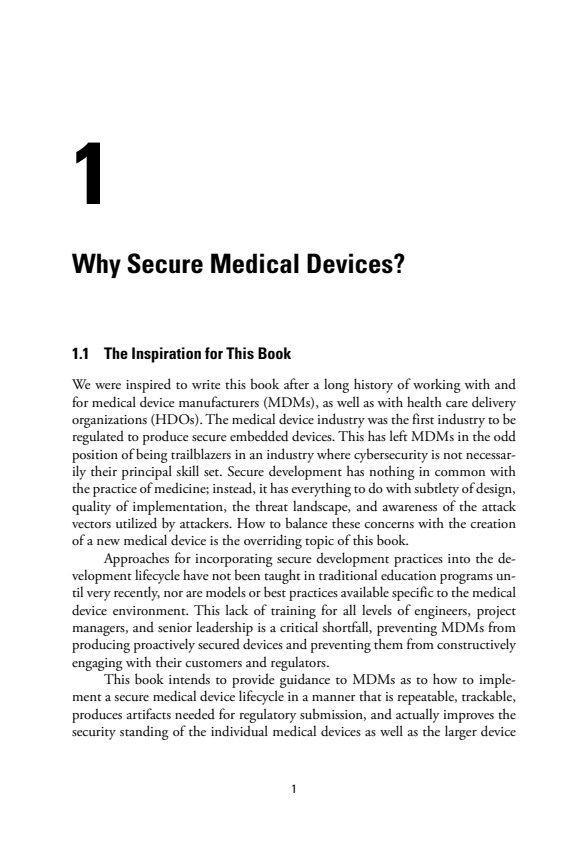 1
Why Secure Medical Devices?
1.1 The Inspiration for This Book
We were inspired to write this book after a long history of working with and
for medical device manufacturers (MDMs), as well as with health care delivery
organizations (HDOs). The medical device industry was the first industry to be
regulated to produce secure embedded devices. This has left MDMs in the odd
position of being trailblazers in an industry where cybersecurity is not necessar-
ily their principal skill set. Secure development has nothing in common with
the practice of medicine; instead, it has everything to do with subtlety of design,
quality of implementation, the threat landscape, and awareness of the attack
vectors utilized by attackers. How to balance these concerns with the creation
of a new medical device is the overriding topic of this book.
Approaches for incorporating secure development practices into the de-
velopment lifecycle have not been taught in traditional education programs un-
til very recently, nor are models or best practices available specific to the medical
device environment. This lack of training for all levels of engineers, project
managers, and senior leadership is a critical shortfall, preventing MDMs from
producing proactively secured devices and preventing them from constructively
engaging with their customers and regulators.
This book intends to provide guidance to MDMs as to how to imple-
ment a secure medical device lifecycle in a manner that is repeatable, trackable,
produces artifacts needed for regulatory submission, and actually improves the
security standing of the individual medical devices as well as the larger device
1